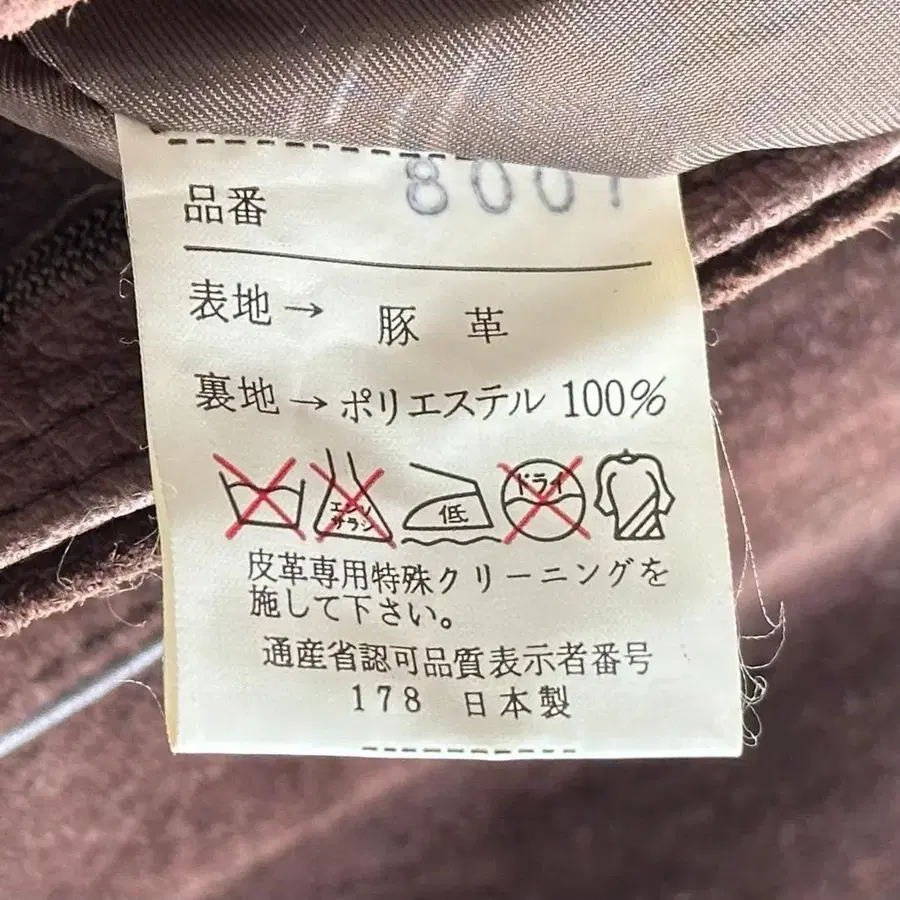 品番 8001
表地→ 豚 革
裏地→ポリエステル 100%
エンソ サラシ 低 ドライ
皮革専用特殊クリーニングを
施して下さい。
通産省認可品質表示者番号
178 日本製